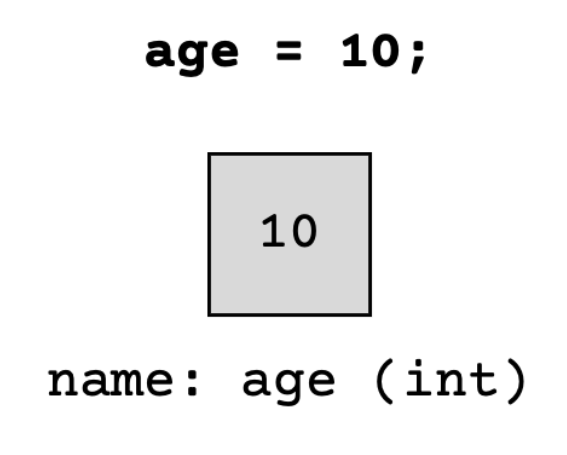 age = 10;
10
name: age (int)